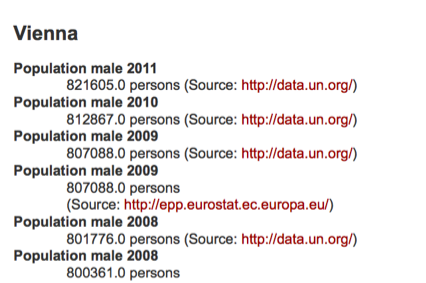 Vienna
Population male 2011
821605.0 persons (Source: http://data.un.org/)
Population male 2010
812867.0 persons (Source: http://data.un.org/)
Population male 2009
807088.0 persons (Source: http://data.un.org/)
Population male 2009
807088.0 persons
(Source: http://epp.eurostat.ec.europa.eu/)
Population male 2008
801776.0 persons (Source: http://data.un.org/)
Population male 2008
800361.0 persons